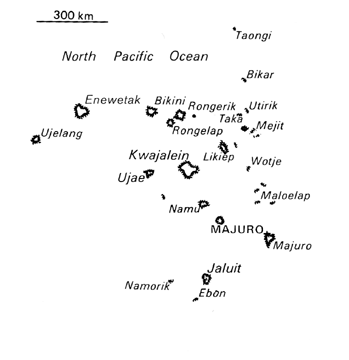 300 km
Taongi
North Pacific Ocean
Bikar
Enewetak
Bikini
Rongerik
Utirik
Taka
Mejit
Rongelap
Ujelang
Likiep
Kwajalein
Wotje
Ujae
Maloelap
Namu
MAJURO
Majuro
Jaluit
Namorik
Ebon